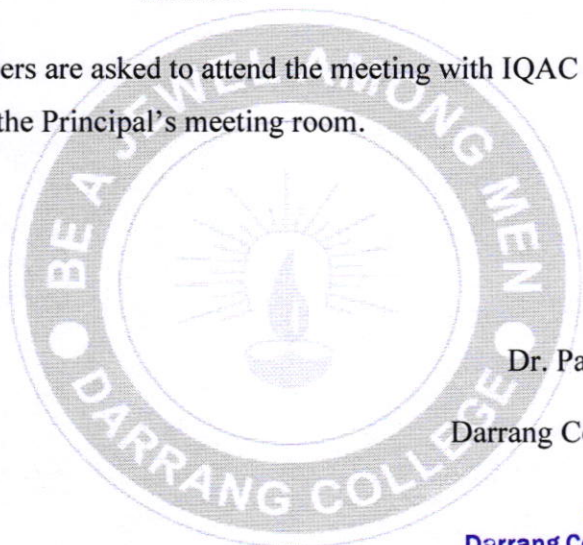 ers are asked to attend the meeting with IQAC
the Principal's meeting room.
BE A JEWEL AMONG MEN
Dr. Pa
Darrang Co
DARRANG COLLEGE
Darrang C